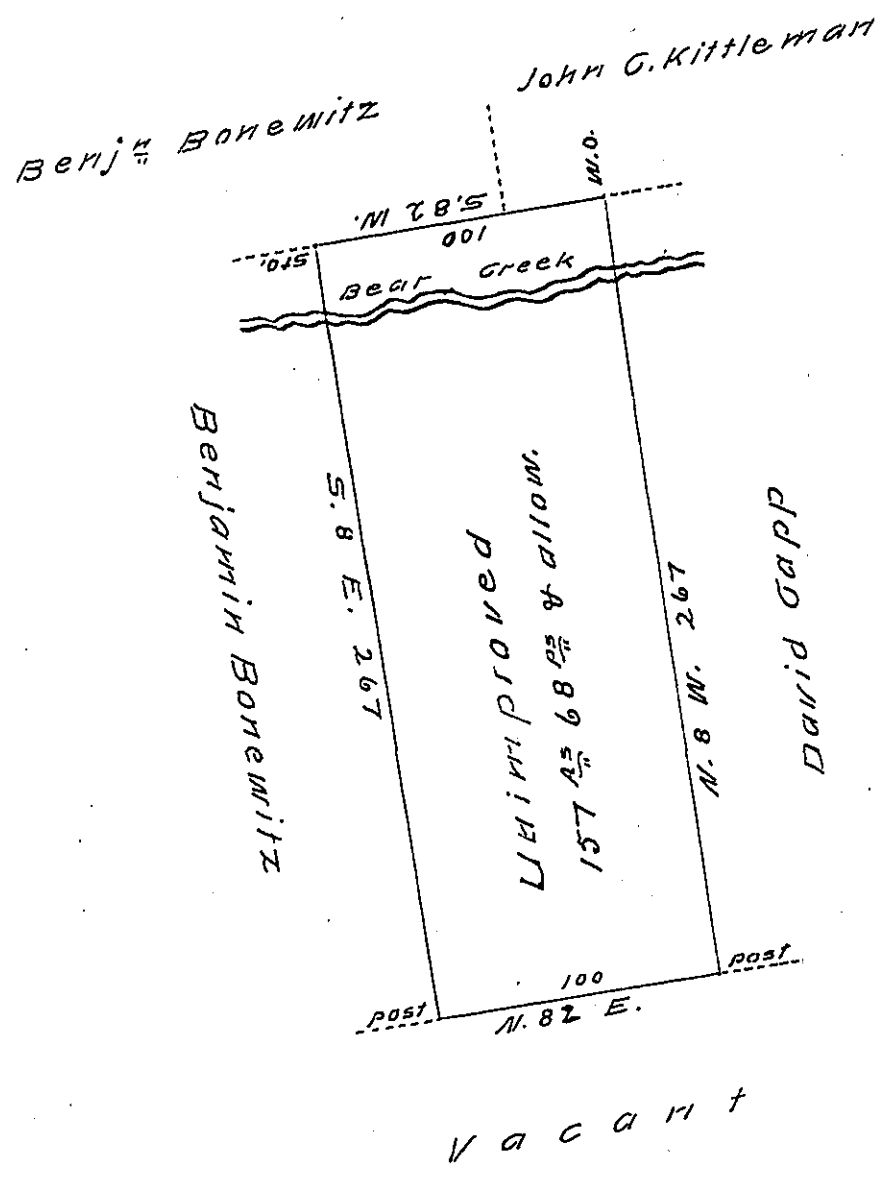 John G. Kittleman
Benjn Bonewitz
W.O.
S. 82 W.
100
Sto.
Bear Creek
Benjamin Bonewitz
S. 8 E. 267
Unimproved
157 As 68 ps & allow.
N. 8 W. 267
David Gapp
post
100
post
N. 82 E.
Vacant